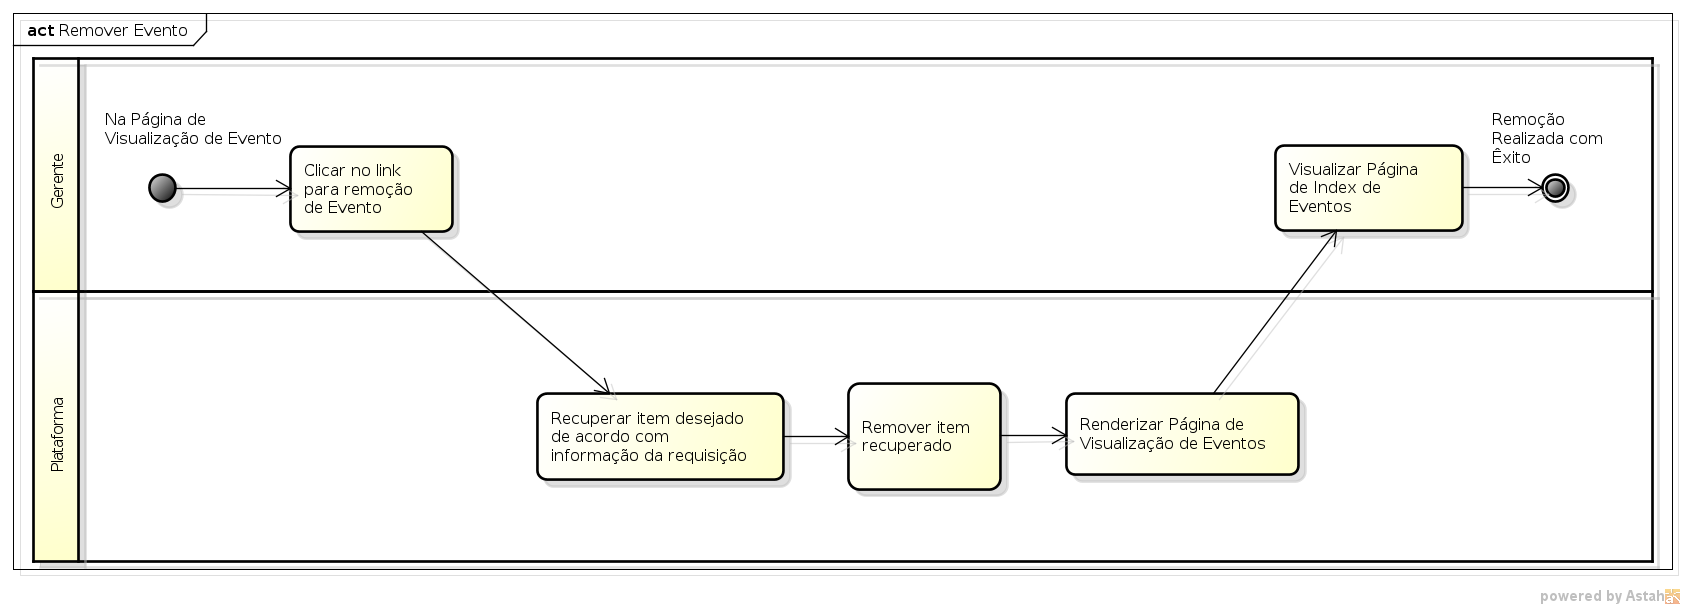 act Remover Evento
Gerente
Na Página de
Visualização de Evento
Clicar no link
para remoção
de Evento
Visualizar Página
de Index de
Eventos
Remoção
Realizada com
Êxito
Plataforma
Recuperar item desejado
de acordo com
informação da requisição
Remover item
recuperado
Renderizar Página de
Visualização de Eventos
powered by Astah